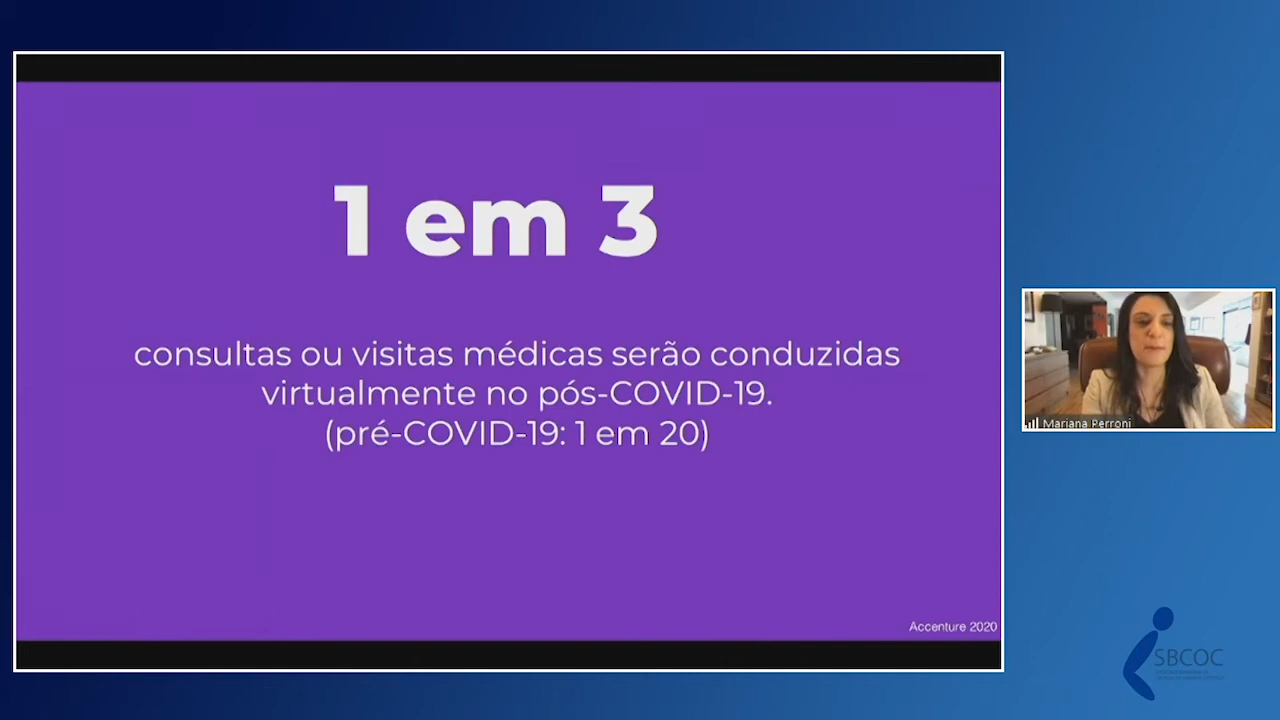 1 em 3
consultas ou visitas médicas serão conduzidas
virtualmente no pós-COVID-19.
(pré-COVID-19: 1 em 20)
Accenture 2020
Mariana Perroni
SBCOC